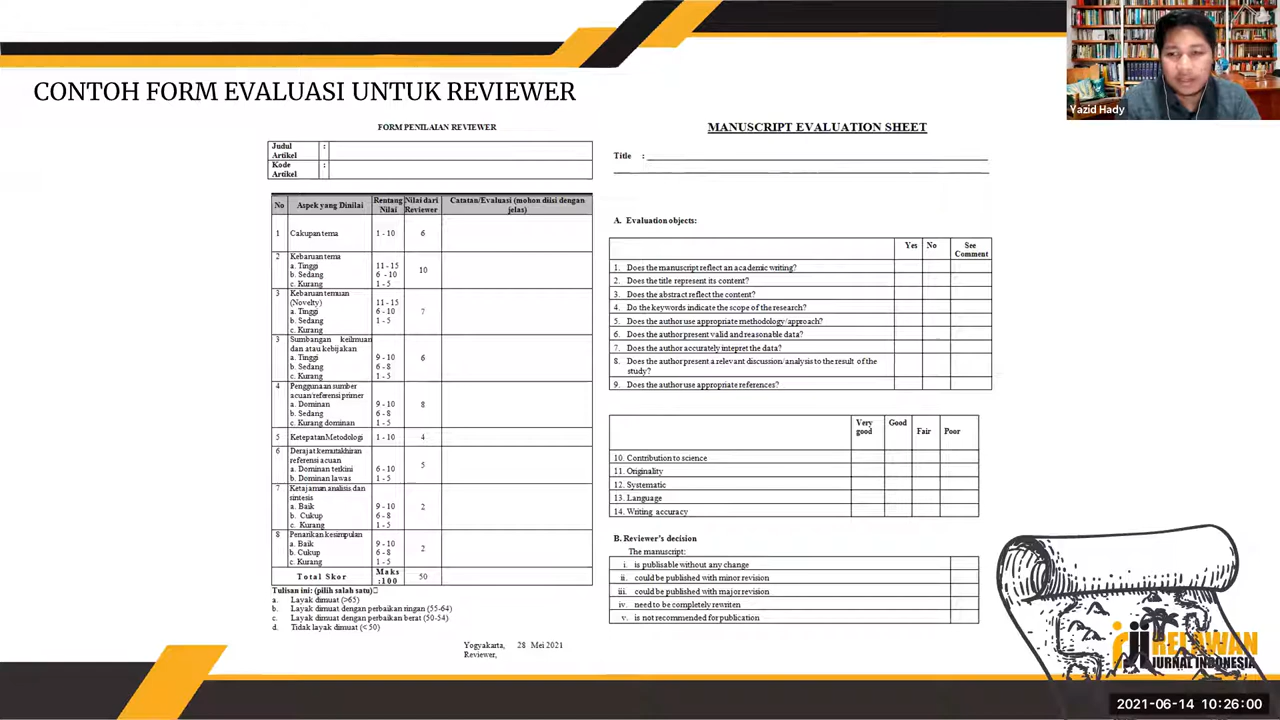 CONTOH FORM EVALUASI UNTUK REVIEWER
Yazid Hady
FORM PENILAIAN REVIEWER
Judul Artikel :
Kode Artikel :
No Aspek yang Dinilai Rentang Nilai Nilai dari Reviewer Catatan/Evaluasi (mohon diisi dengan jelas)
1 Cakupan tema 1 - 10 6
2 Kebaruan tema 10
a. Tinggi 11 - 15
b. Sedang 6 - 10
c. Kurang 1 - 5
3 Kebaruan temuan (Novelty) 7
a. Tinggi 11 - 15
b. Sedang 6 - 10
c. Kurang 1 - 5
3 Sumbangan keilmuan dan atau kebijakan 6
a. Tinggi 9 - 10
b. Sedang 6 - 8
c. Kurang 1 - 5
4 Penggunaan sumber acuan/referensi primer 8
a. Dominan 9 - 10
b. Sedang 6 - 8
c. Kurang dominan 1 - 5
5 Ketepatan Metodologi 1 - 10 4
6 Derajat kemutakhiran referensi acuan 5
a. Dominan terkini 6 - 10
b. Dominan lawas 1 - 5
7 Ketajaman analisis dan sintesis 2
a. Baik 9 - 10
b. Cukup 6 - 8
c. Kurang 1 - 5
8 Penarikan kesimpulan 2
a. Baik 9 - 10
b. Cukup 6 - 8
c. Kurang 1 - 5
Total Skor Maks :100 50
Tulisan ini: (pilih salah satu)
a. Layak dimuat (>65)
b. Layak dimuat dengan perbaikan ringan (55-64)
c. Layak dimuat dengan perbaikan berat (50-54)
d. Tidak layak dimuat (< 50)
Yogyakarta, 28 Mei 2021
Reviewer,
MANUSCRIPT EVALUATION SHEET
Title :
A. Evaluation objects:
Yes No See Comment
1. Does the manuscript reflect an academic writing?
2. Does the title represent its content?
3. Does the abstract reflect the content?
4. Do the keywords indicate the scope of the research?
5. Does the author use appropriate methodology/approach?
6. Does the author present valid and reasonable data?
7. Does the author accurately intepret the data?
8. Does the author present a relevant discussion/analysis to the result of the
study?
9. Does the author use appropriate references?
Very good Good Fair Poor
10. Contribution to science
11. Originality
12. Systematic
13. Language
14. Writing accuracy
B. Reviewer's decision
The manuscript:
i. is publisable without any change
ii. could be published with minor revision
iii. could be published with major revision
iv. need to be completely rewriten
v. is not recommended for publication
RELAWAN
JURNAL INDONESIA
2021-06-14 10:26:00